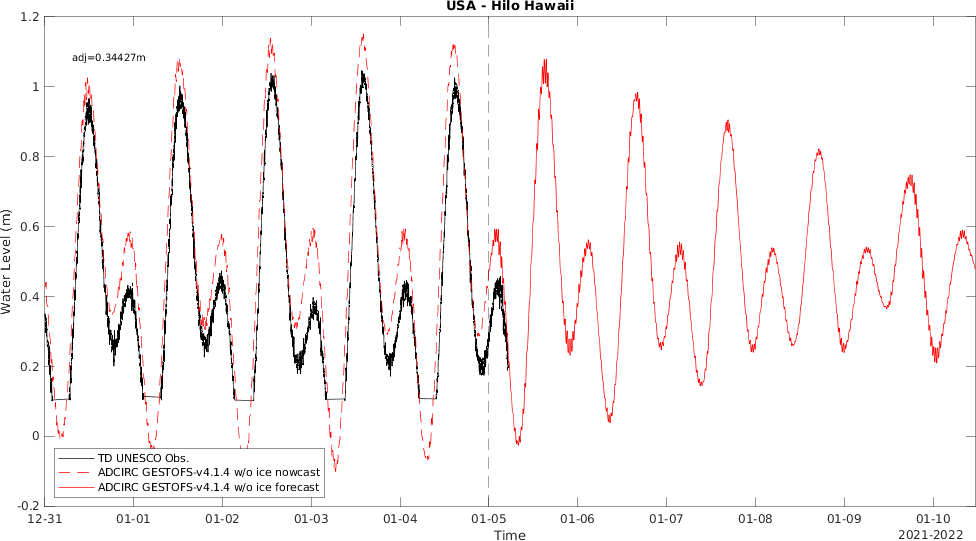 USA - Hilo Hawaii
adj=0.34427m
Water Level (m)
1.2
1
0.8
0.6
0.4
0.2
0
-0.2
TD UNESCO Obs.
ADCIRC GESTOFS-v4.1.4 w/o ice nowcast
ADCIRC GESTOFS-v4.1.4 w/o ice forecast
12-31 01-01 01-02 01-03 01-04 01-05 01-06 01-07 01-08 01-09 01-10
Time
2021-2022